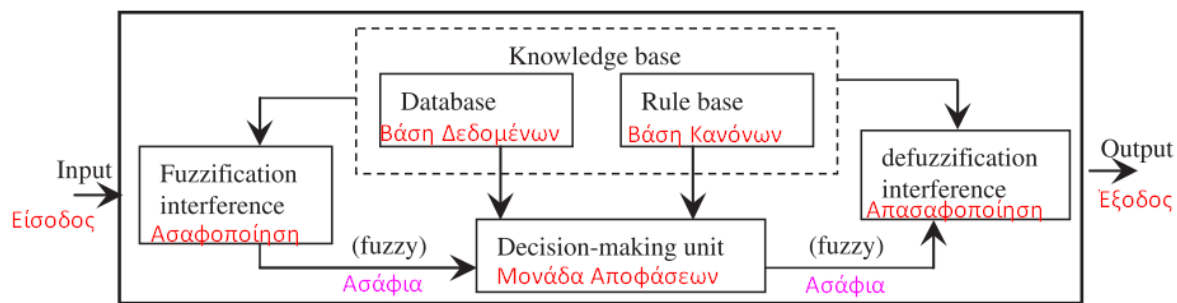 Knowledge base
Database
Βάση Δεδομένων
Rule base
Βάση Κανόνων
Input
Είσοδος
Fuzzification
interference
Ασαφοποίηση
defuzzification
interference
Απασαφοποίηση
Output
Έξοδος
(fuzzy)
Ασάφια
Decision-making unit
Μονάδα Αποφάσεων
(fuzzy)
Ασάφια